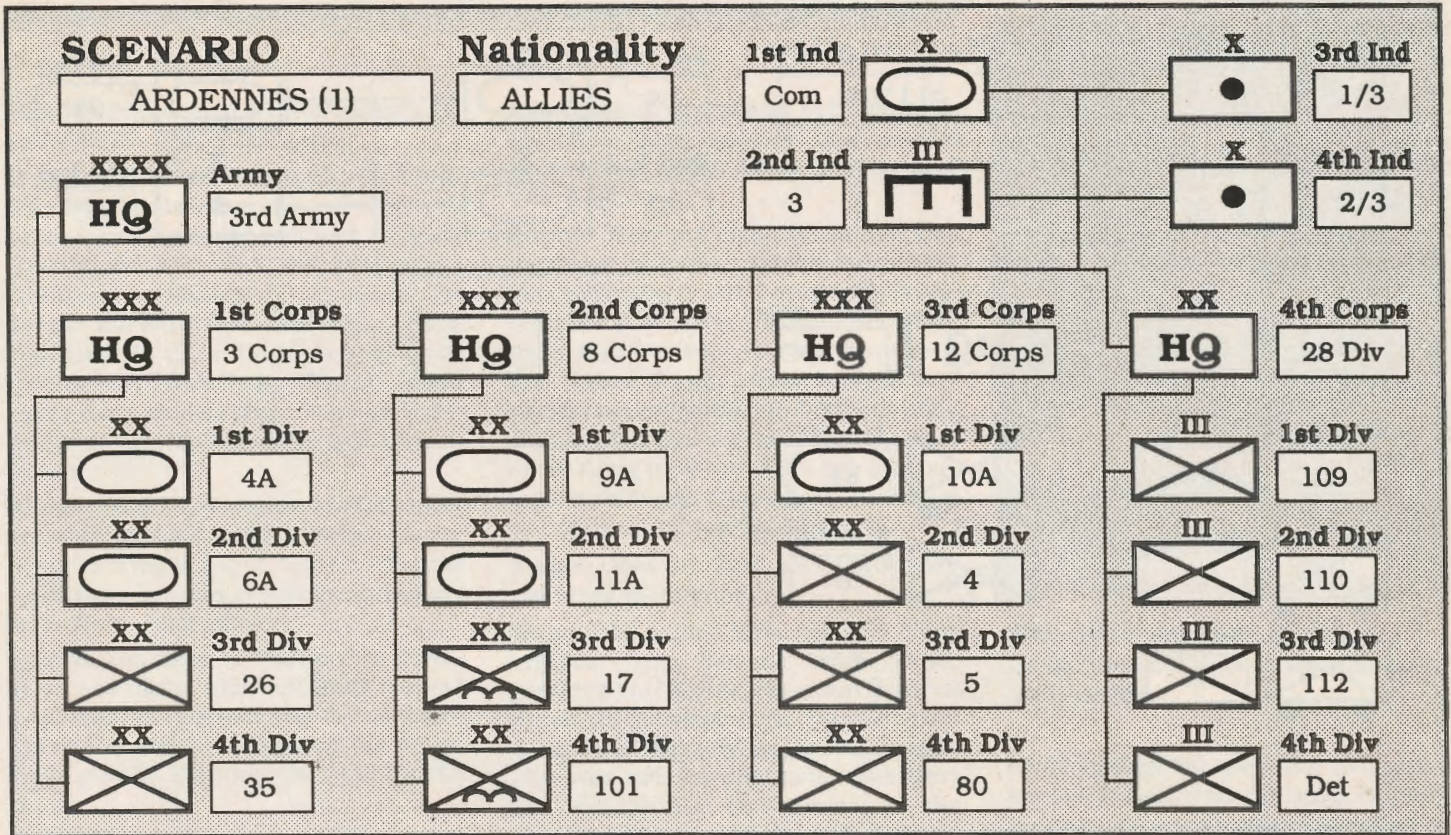 SCENARIO
Nationality
ARDENNES (1)
ALLIES
1st Ind
X
Com
X
3rd Ind
1/3
2nd Ind
III
3
X
4th Ind
2/3
XXXX
Army
HQ
3rd Army
XXX
1st Corps
HQ
3 Corps
XXX
2nd Corps
HQ
8 Corps
XXX
3rd Corps
HQ
12 Corps
XX
4th Corps
HQ
28 Div
XX
1st Div
4A
XX
1st Div
9A
XX
1st Div
10A
III
1st Div
109
XX
2nd Div
6A
XX
2nd Div
11A
XX
2nd Div
4
III
2nd Div
110
XX
3rd Div
26
XX
3rd Div
17
XX
3rd Div
5
III
3rd Div
112
XX
4th Div
35
XX
4th Div
101
XX
4th Div
80
III
4th Div
Det